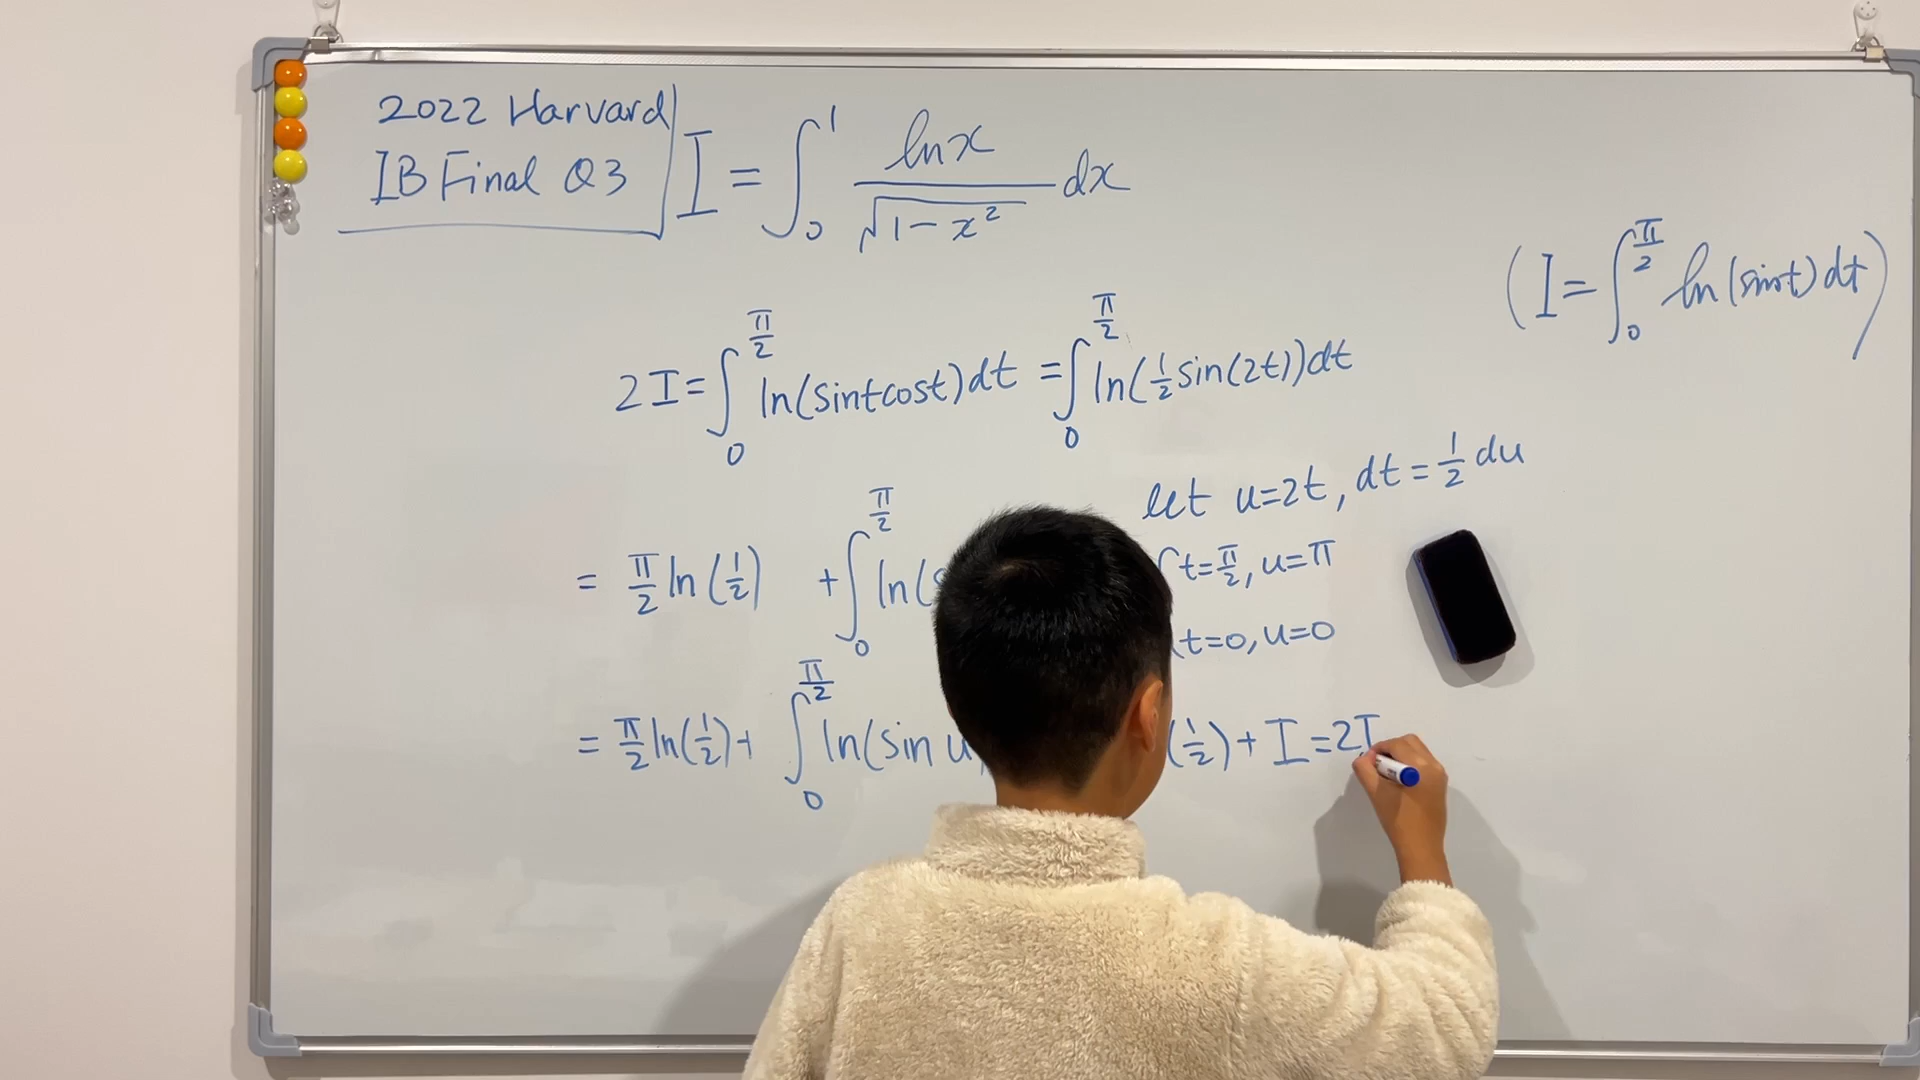 2022 Harvard
IB Final Q3
I = ∫₀¹ lnx / √(1-x²) dx
(I = ∫₀^(π/2) ln(sint)dt)
2I = ∫₀^(π/2) ln(sintcost)dt = ∫₀^(π/2) ln(½sin(2t))dt
let u=2t, dt = ½ du
= π/2 ln(½) + ∫₀^(π/2) ln(
t=π/2, u=π
t=0, u=0
= π/2 ln(½) + ∫₀^(π/2) ln(sin u
(½) + I = 2I